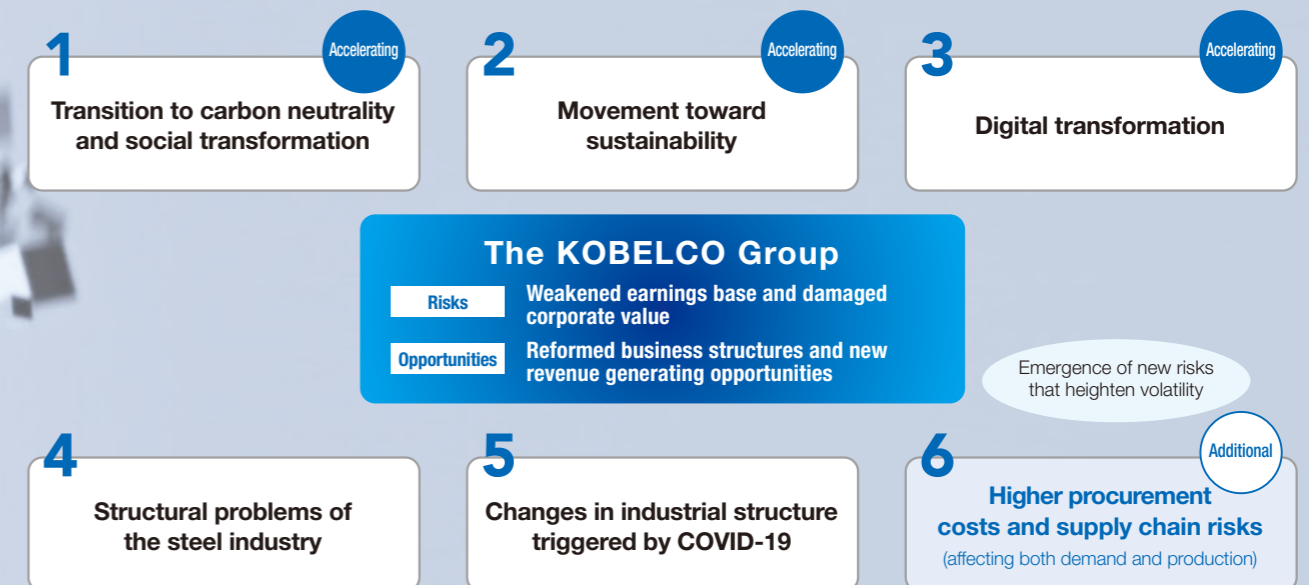 1
Accelerating
Transition to carbon neutrality
and social transformation
2
Accelerating
Movement toward
sustainability
3
Accelerating
Digital transformation
The KOBELCO Group
Risks
Weakened earnings base and damaged
corporate value
Opportunities
Reformed business structures and new
revenue generating opportunities
Emergence of new risks
that heighten volatility
4
Structural problems of
the steel industry
5
Changes in industrial structure
triggered by COVID-19
6
Additional
Higher procurement
costs and supply chain risks
(affecting both demand and production)